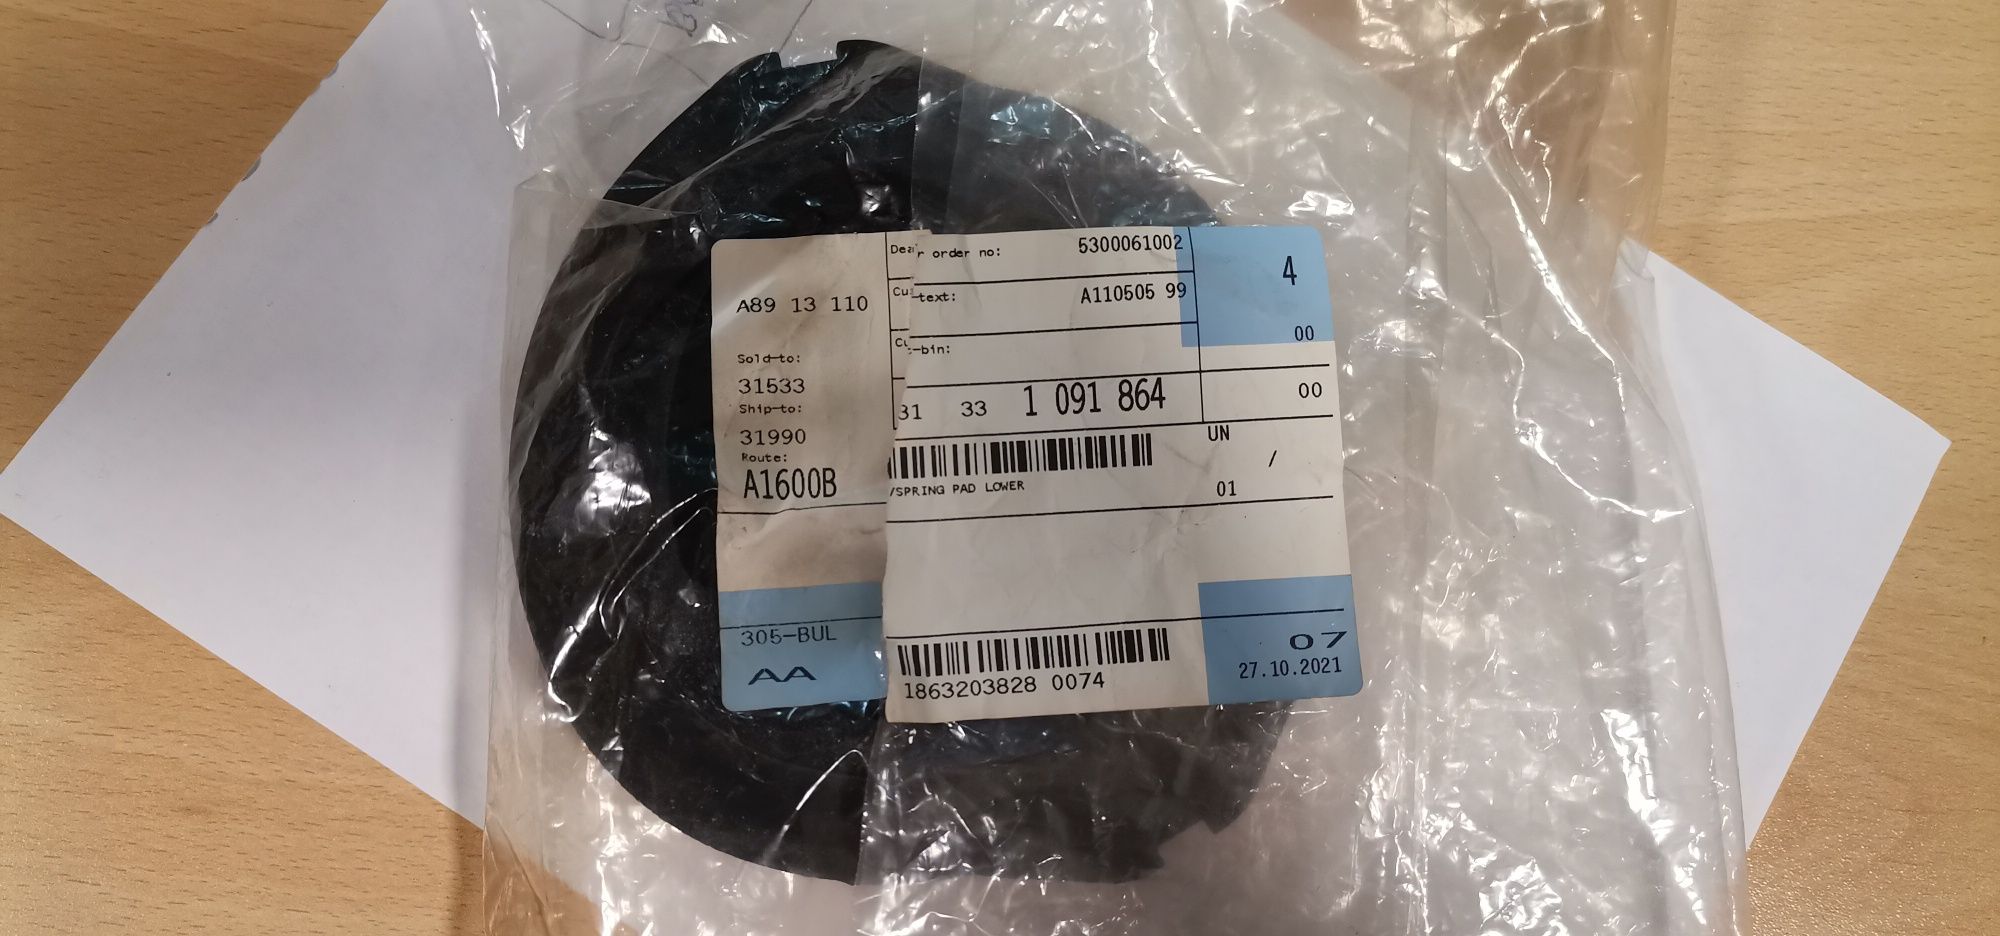 A89 13 110
Sold-to:
31533
Ship-to:
31990
Route:
A1600B
r order no: 5300061002
-text: A110505 99
-bin:
31 33 1 091 864
/SPRING PAD LOWER
4
00
00
UN
/
01
305-BUL
AA
1863203828 0074
07
27.10.2021